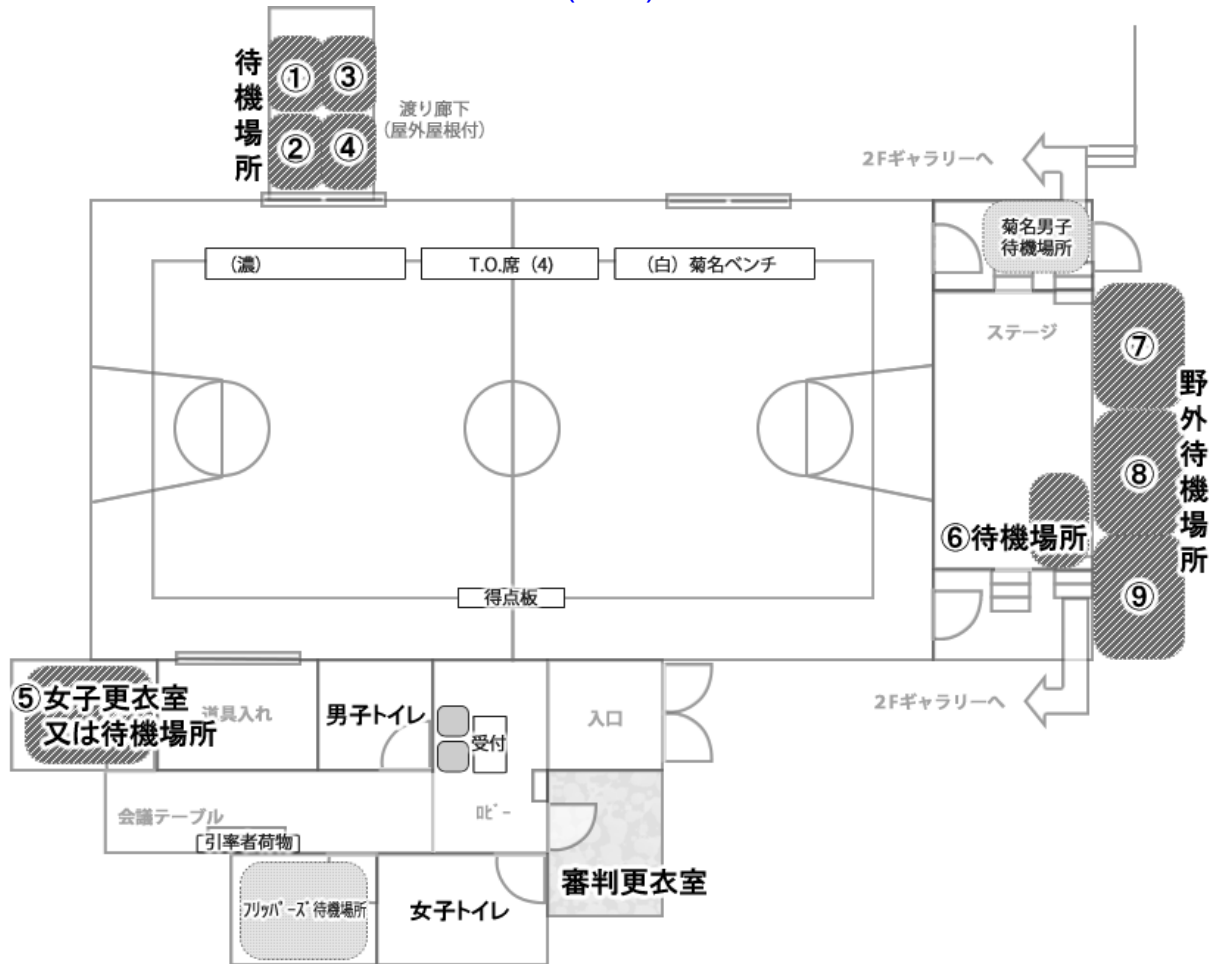 待機場所
①
③
②
④
渡り廊下
(屋外屋根付)
2Fギャラリーへ
菊名男子
待機場所
(濃)
T.O.席 (4)
(白) 菊名ベンチ
ステージ
⑦
野外待機場所
⑧
⑥待機場所
⑨
得点板
⑤女子更衣室
又は待機場所
道具入れ
男子トイレ
受付
入口
2Fギャラリーへ
会議テーブル
ﾛﾋﾞｰ
[引率者荷物]
ﾌﾘｯﾊﾟｰｽﾞ待機場所
女子トイレ
審判更衣室